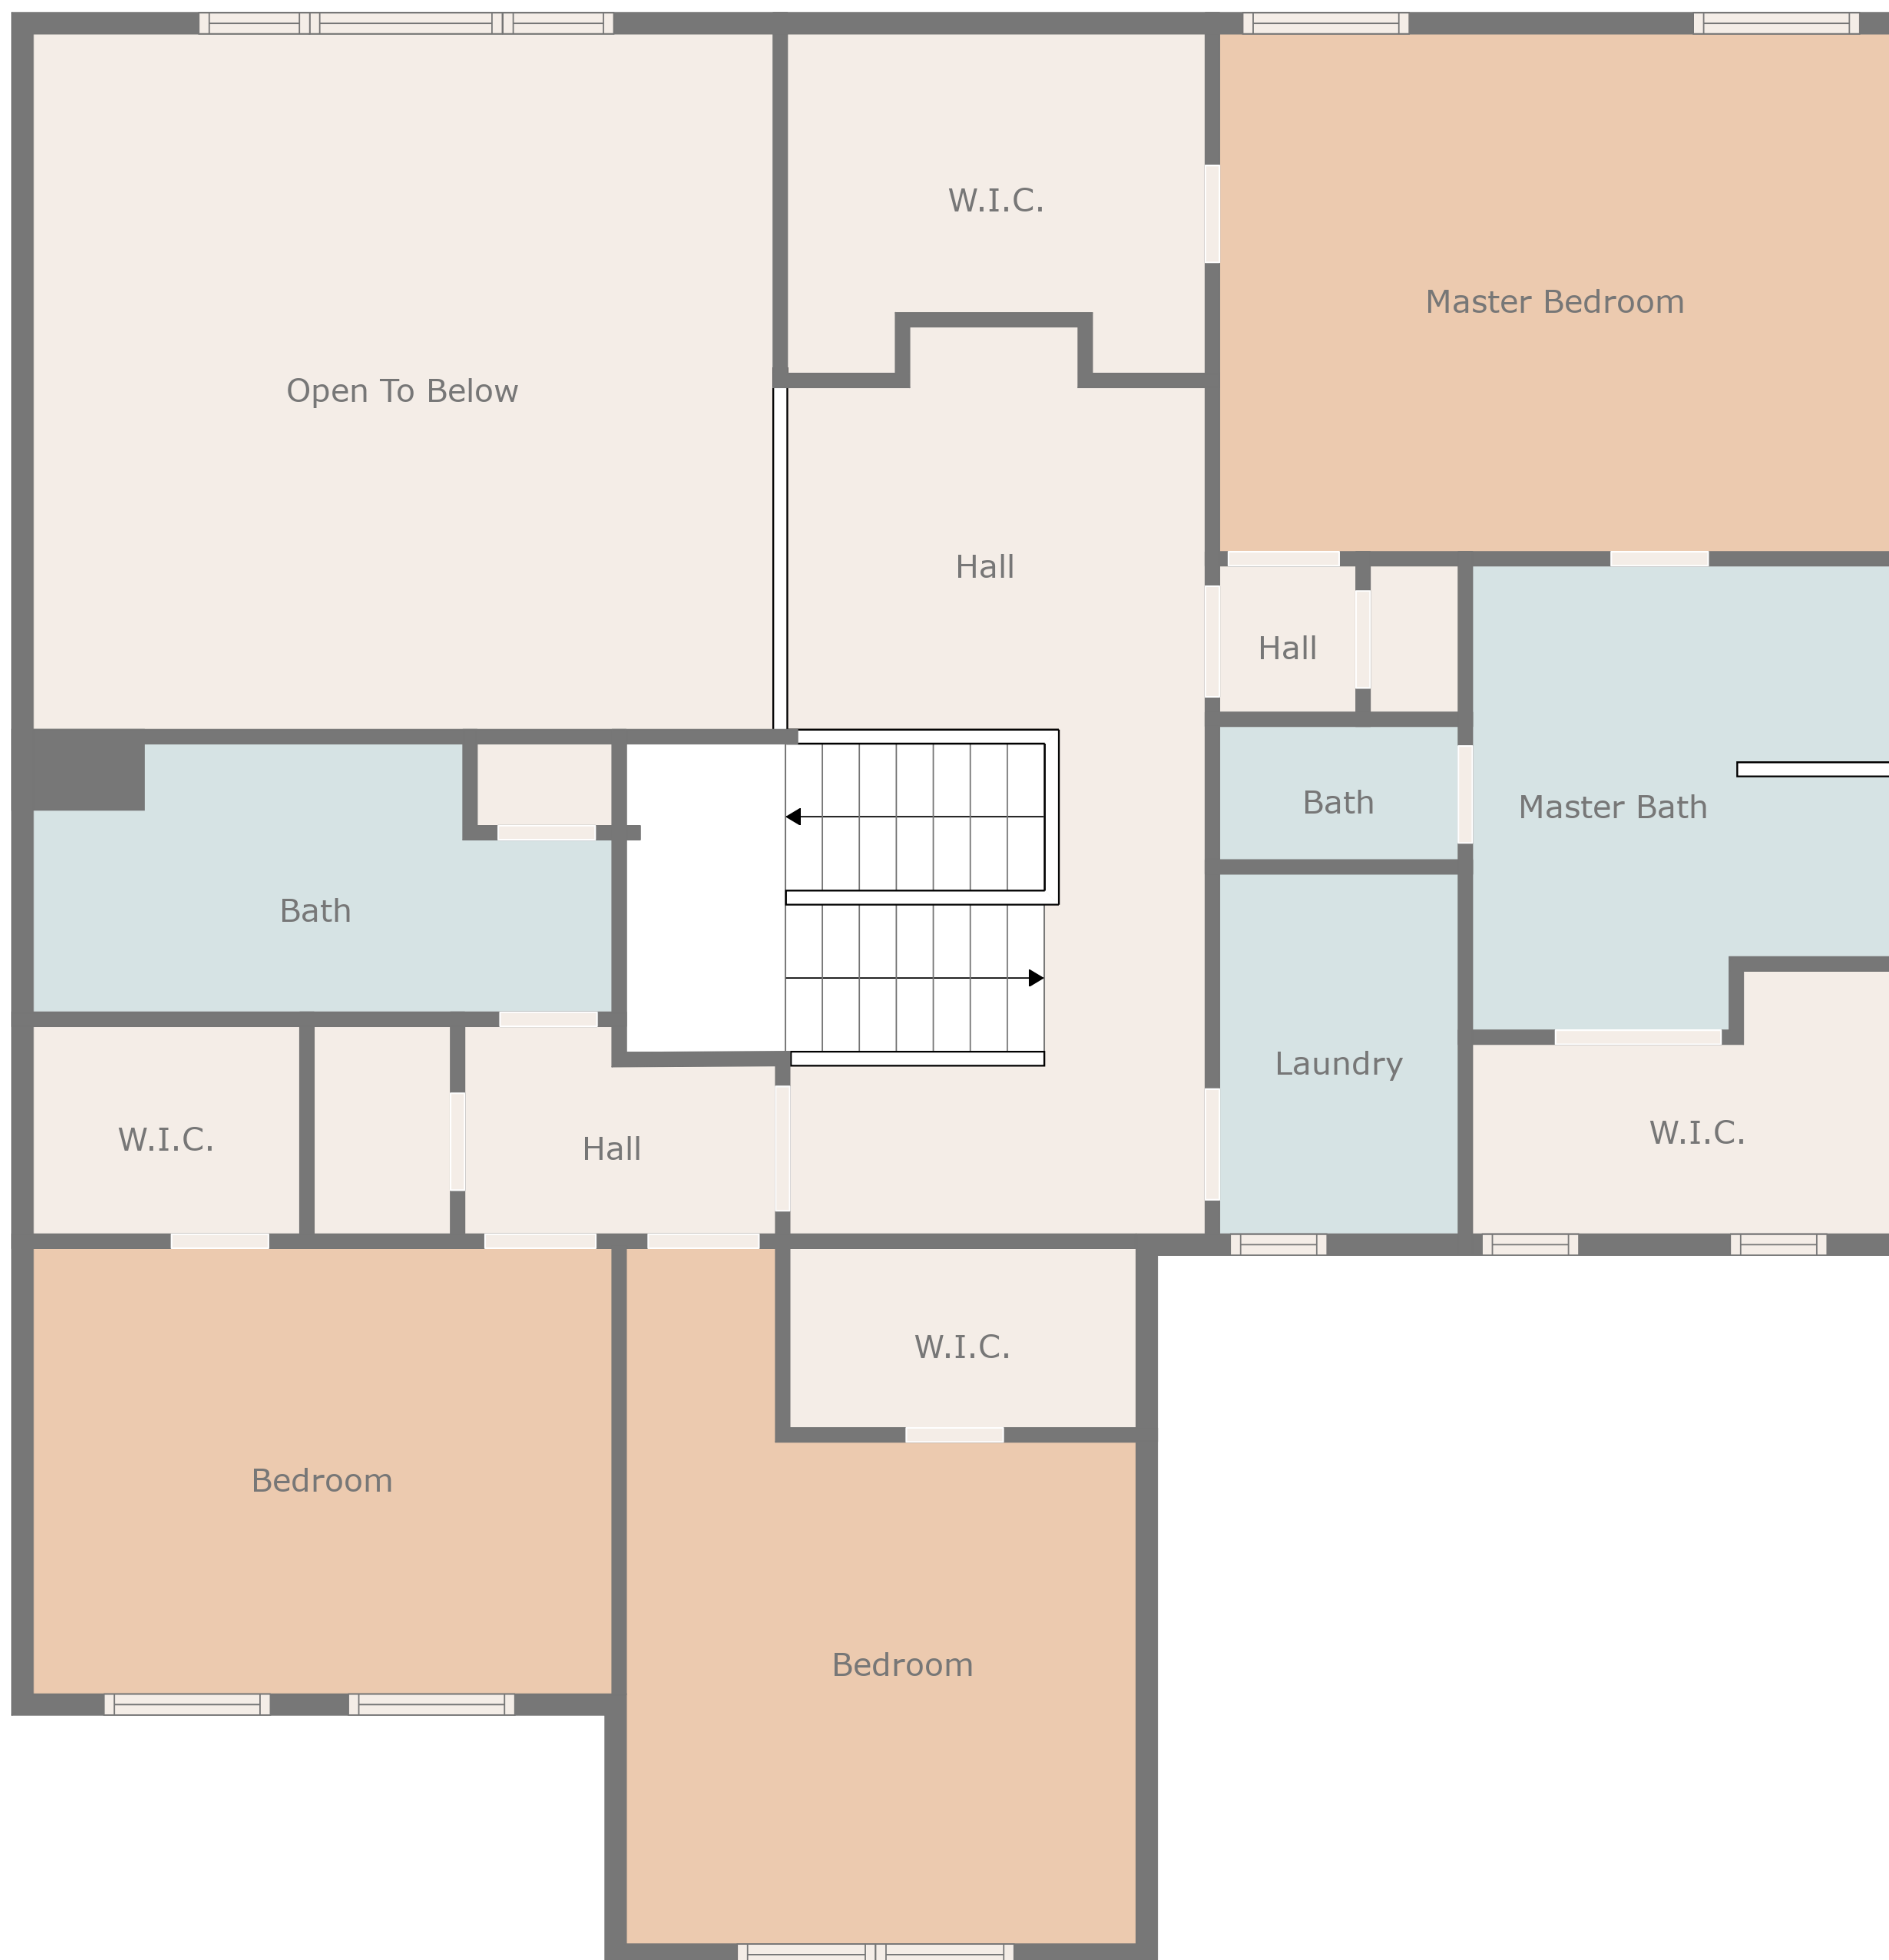 W.I.C.
Master Bedroom
Open To Below
Hall
Hall
Bath
Master Bath
Bath
Laundry
W.I.C.
W.I.C.
Hall
W.I.C.
Bedroom
Bedroom